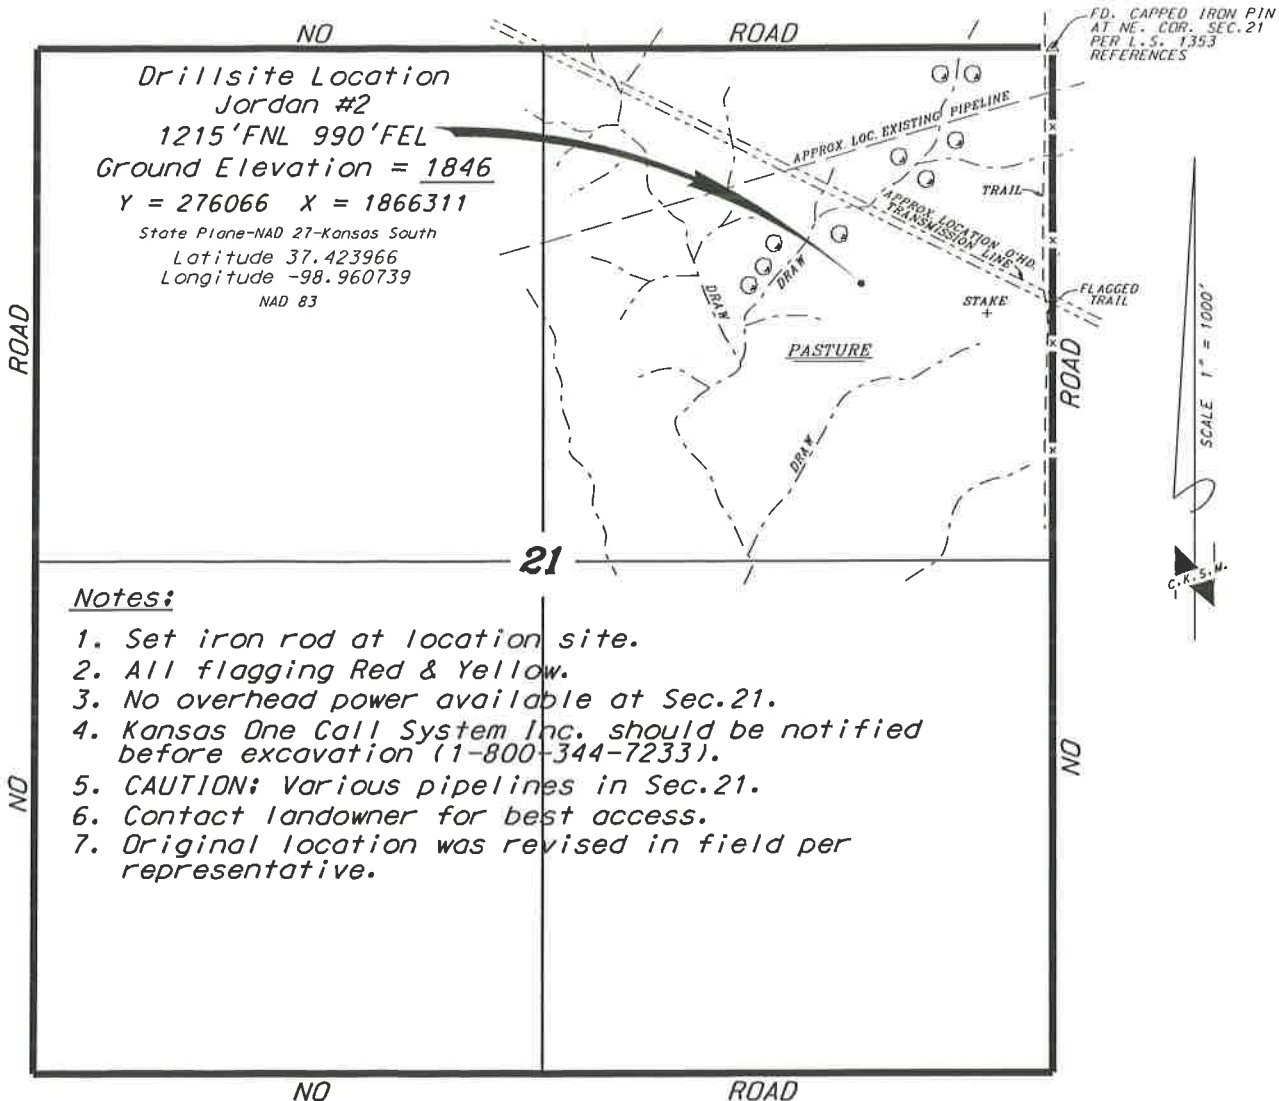 FD. CAPPED IRON PIN
AT NE. COR. SEC.21
PER L.S. 1353
REFERENCES
NO
ROAD
Drillsite Location
Jordan #2
1215'FNL 990'FEL
Ground Elevation = 1846
Y = 276066 X = 1866311
State Plane-NAD 27-Kansas South
Latitude 37.423966
Longitude -98.960739
NAD 83
APPROX. LOC. EXISTING PIPELINE
TRAIL
APPROX. LOCATION O'HD.
TRANSMISSION LINE
FLAGGED
TRAIL
STAKE
DRAW
DRAW
PASTURE
DRAW
ROAD
ROAD
SCALE 1" = 1000'
C.K.S.M.
21
Notes:
1. Set iron rod at location site.
2. All flagging Red & Yellow.
3. No overhead power available at Sec.21.
4. Kansas One Call System Inc. should be notified
before excavation (1-800-344-7233).
5. CAUTION: Various pipelines in Sec.21.
6. Contact landowner for best access.
7. Original location was revised in field per
representative.
NO
NO
NO
ROAD